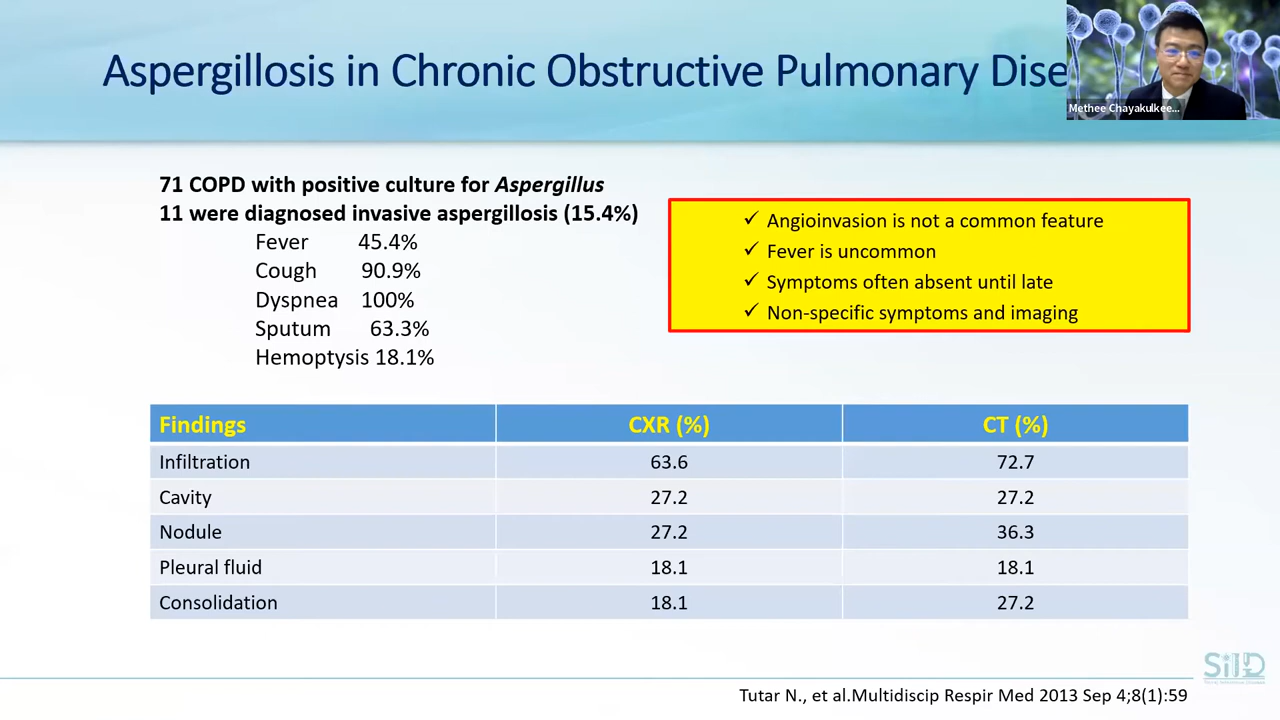 Aspergillosis in Chronic Obstructive Pulmonary Dise
Methee Chayakulkee...
71 COPD with positive culture for Aspergillus
11 were diagnosed invasive aspergillosis (15.4%)
Fever 45.4%
Cough 90.9%
Dyspnea 100%
Sputum 63.3%
Hemoptysis 18.1%
✓ Angioinvasion is not a common feature
✓ Fever is uncommon
✓ Symptoms often absent until late
✓ Non-specific symptoms and imaging
Findings CXR (%) CT (%)
Infiltration 63.6 72.7
Cavity 27.2 27.2
Nodule 27.2 36.3
Pleural fluid 18.1 18.1
Consolidation 18.1 27.2
SiID
Tutar N., et al.Multidiscip Respir Med 2013 Sep 4;8(1):59